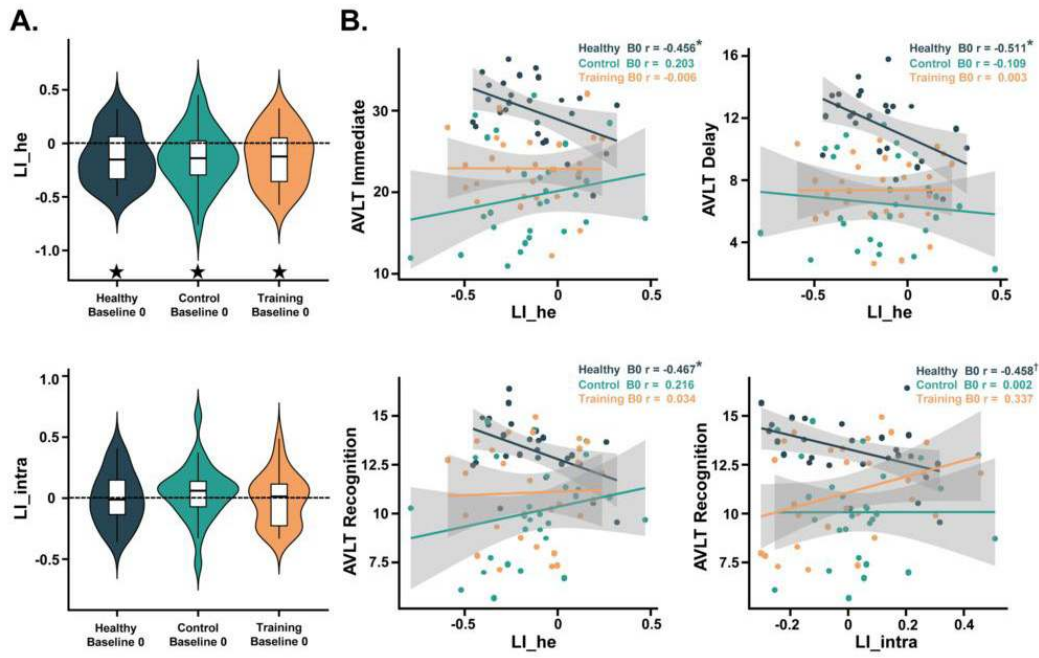 A.
LI_he
0.5
0
-0.5
-1.0
★ ★ ★
Healthy Baseline 0
Control Baseline 0
Training Baseline 0
LI_intra
1.0
0.5
0
-0.5
Healthy Baseline 0
Control Baseline 0
Training Baseline 0
B.
Healthy B0 r = -0.456*
Control B0 r = 0.203
Training B0 r = -0.006
AVLT Immediate
30
20
10
-0.5 0 0.5
LI_he
Healthy B0 r = -0.511*
Control B0 r = -0.109
Training B0 r = 0.003
AVLT Delay
16
12
8
4
-0.5 0 0.5
LI_he
Healthy B0 r = -0.467*
Control B0 r = 0.216
Training B0 r = 0.034
AVLT Recognition
15
12.5
10
7.5
-0.5 0 0.5
LI_he
Healthy B0 r = -0.458†
Control B0 r = 0.002
Training B0 r = 0.337
AVLT Recognition
15
12.5
10
7.5
-0.2 0 0.2 0.4
LI_intra